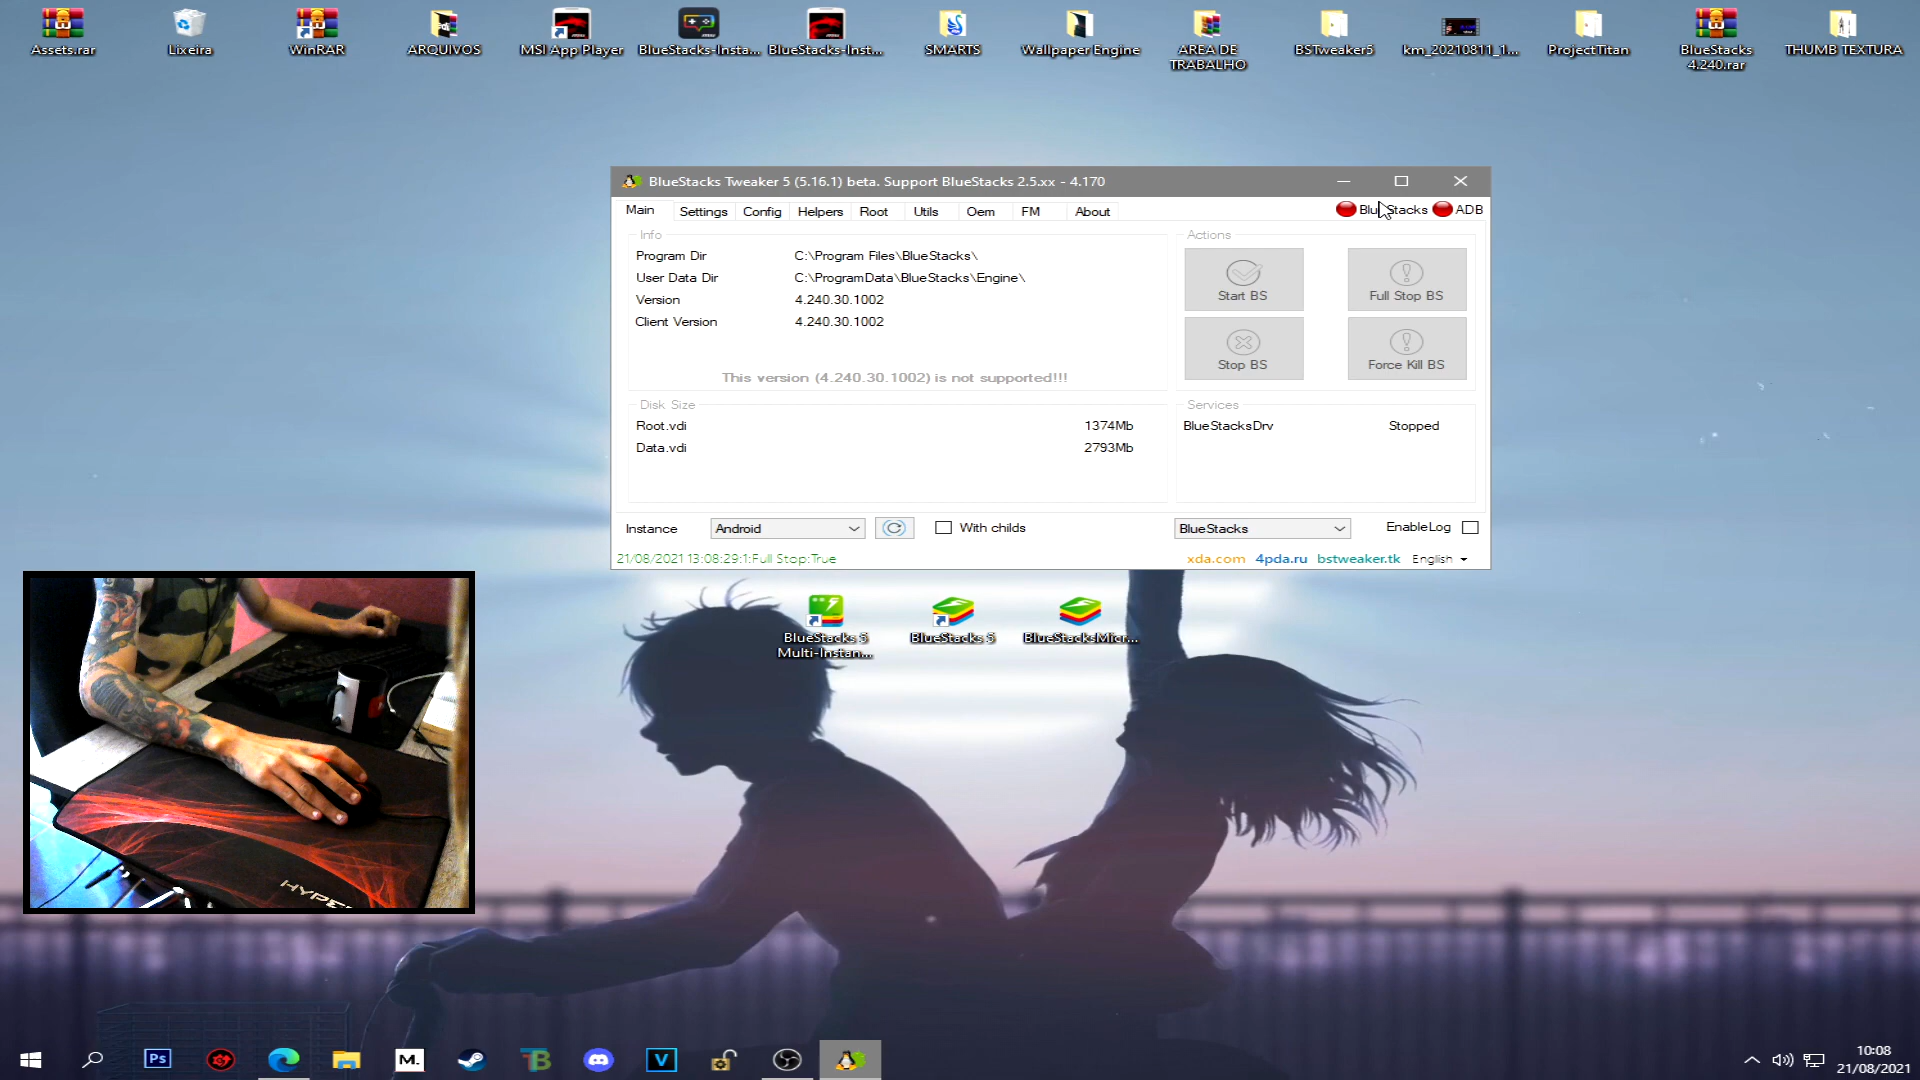 Assets.rar
Lixeira
WinRAR
ARQUIVOS
MSI App Player
BlueStacks-Insta...
BlueStacks-Inst...
SMARTS
Wallpaper Engine
AREA DE
TRABALHO
BSTweaker5
km_20210811_1...
ProjectTitan
BlueStacks
4.240.rar
THUMB TEXTURA
BlueStacks Tweaker 5 (5.16.1) beta. Support BlueStacks 2.5.xx - 4.170
Main
Settings
Config
Helpers
Root
Utils
Oem
FM
About
BlueStacks
ADB
Info
Program Dir
C:\Program Files\BlueStacks\
User Data Dir
C:\ProgramData\BlueStacks\Engine\
Version
4.240.30.1002
Client Version
4.240.30.1002
This version (4.240.30.1002) is not supported!!!
Actions
Start BS
Full Stop BS
Stop BS
Force Kill BS
Disk Size
Root.vdi
1374Mb
Data.vdi
2793Mb
Services
BlueStacksDrv
Stopped
Instance
Android
With childs
BlueStacks
EnableLog
21/08/2021 13:08:29:1:Full Stop:True
xda.com
4pda.ru
bstweaker.tk
English
BlueStacks 5
Multi-Instan...
BlueStacks 5
BlueStacksMicr...
HYPE
Ps
M.
TB
V
10:08
21/08/2021